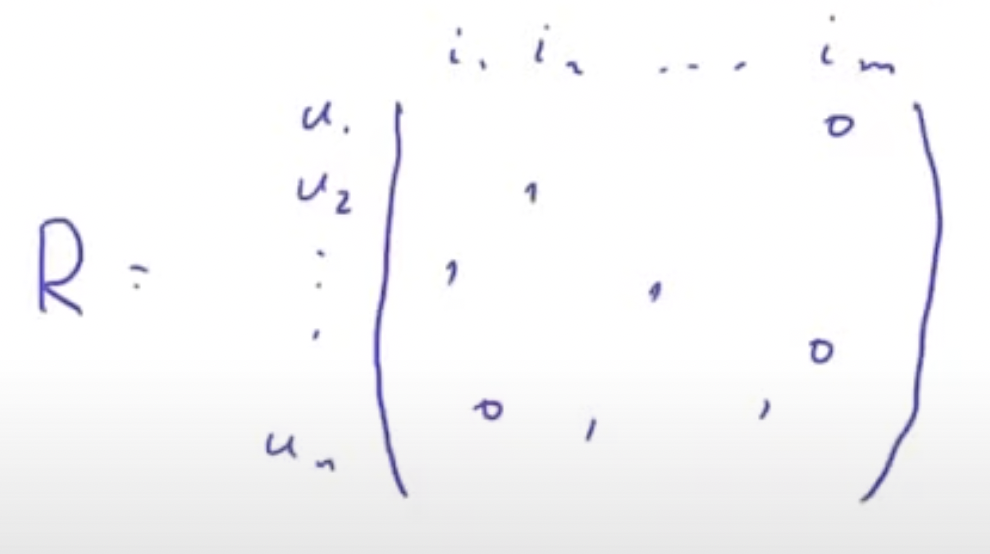 i₁ i₂ ... iₘ
u₁ 0
u₂ 1
R = ⋮ 1 1
0
0 1 1
uₙ